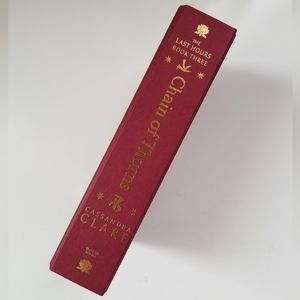 THE
LAST HOURS
BOOK THREE
Chain of Thorns
CASSANDRA
CLARE